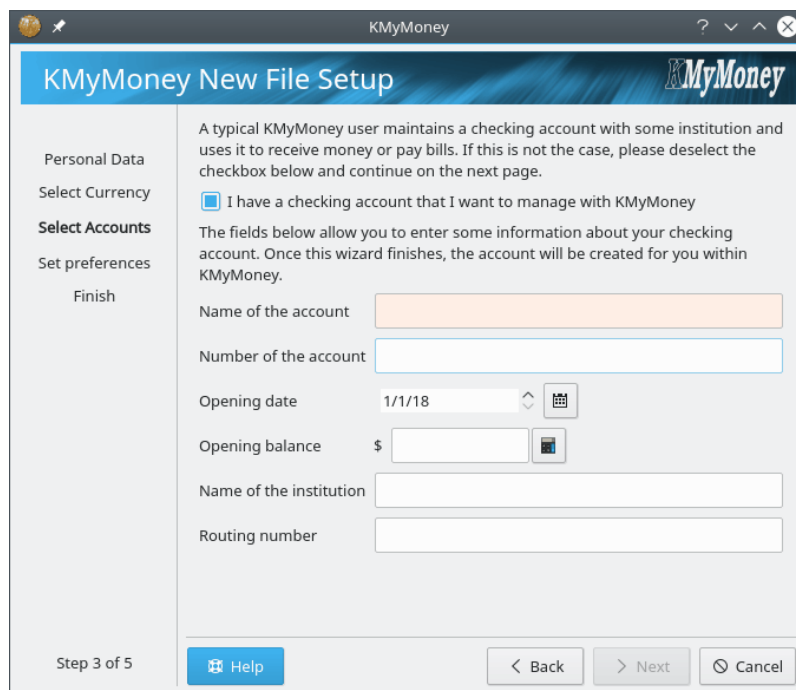 KMyMoney
KMyMoney New File Setup
KMyMoney
Personal Data
Select Currency
Select Accounts
Set preferences
Finish
A typical KMyMoney user maintains a checking account with some institution and
uses it to receive money or pay bills. If this is not the case, please deselect the
checkbox below and continue on the next page.
I have a checking account that I want to manage with KMyMoney
The fields below allow you to enter some information about your checking
account. Once this wizard finishes, the account will be created for you within
KMyMoney.
Name of the account
Number of the account
Opening date 1/1/18
Opening balance $
Name of the institution
Routing number
Step 3 of 5
Help
< Back
> Next
Cancel